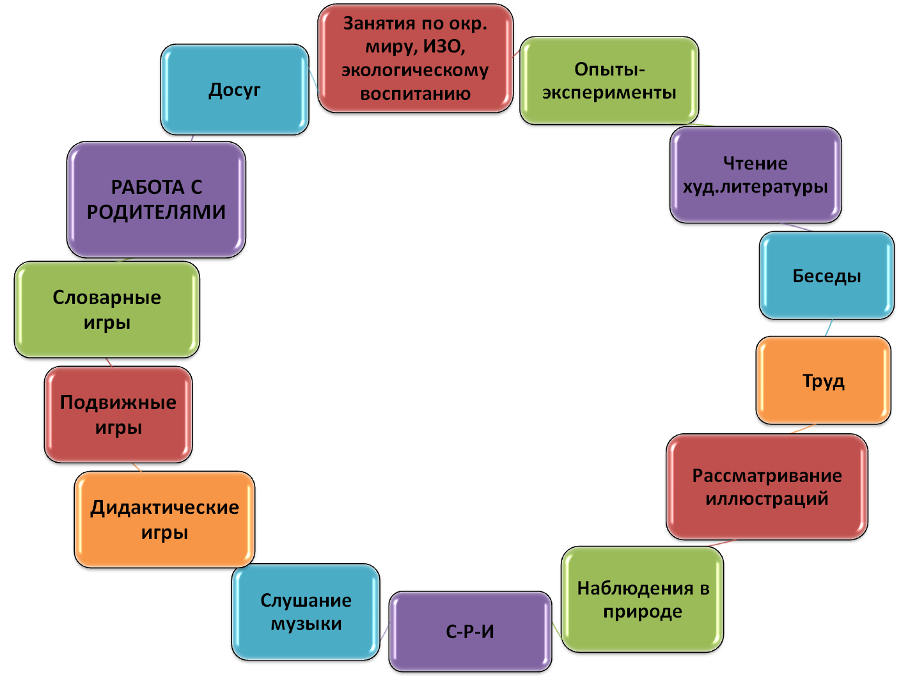 Занятия по окр.
миру, ИЗО,
экологическому
воспитанию
Опыты-
эксперименты
Чтение
худ.литературы
Беседы
Труд
Рассматривание
иллюстраций
Наблюдения в
природе
С-Р-И
Слушание
музыки
Дидактические
игры
Подвижные
игры
Словарные
игры
РАБОТА С
РОДИТЕЛЯМИ
Досуг